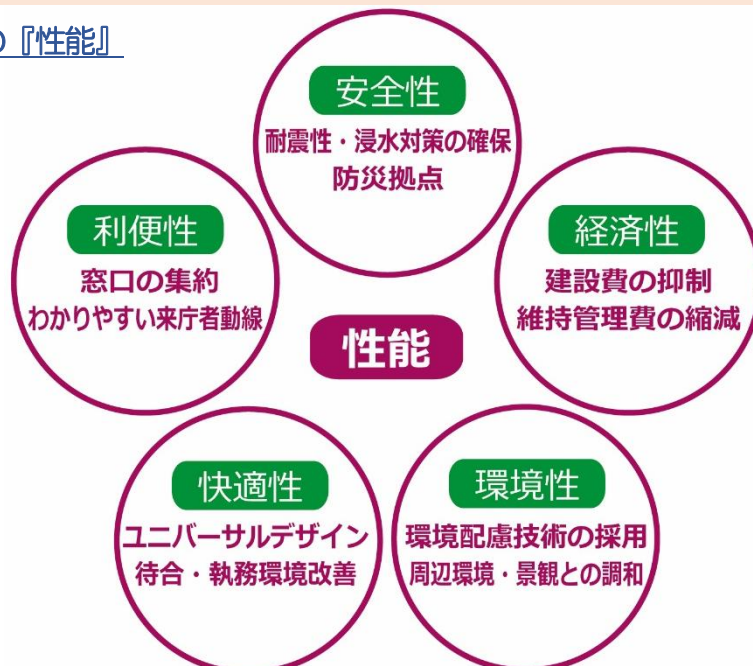 『性能』
安全性
耐震性・浸水対策の確保
防災拠点
利便性
窓口の集約
わかりやすい来庁者動線
経済性
建設費の抑制
維持管理費の縮減
性能
快適性
ユニバーサルデザイン
待合・執務環境改善
環境性
環境配慮技術の採用
周辺環境・景観との調和